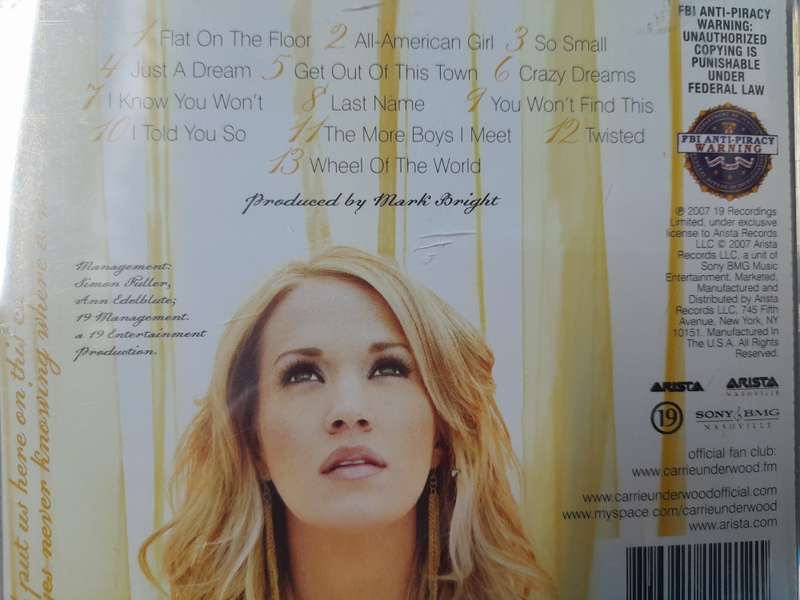 1 Flat On The Floor 2 All-American Girl 3 So Small
4 Just A Dream 5 Get Out Of This Town 6 Crazy Dreams
7 I Know You Won't 8 Last Name 9 You Won't Find This
10 I Told You So 11 The More Boys I Meet 12 Twisted
13 Wheel Of The World
Produced by Mark Bright
Management:
Simon Fuller,
Ann Edelblute;
19 Management.
a 19 Entertainment
Production.
FBI ANTI-PIRACY
WARNING:
UNAUTHORIZED
COPYING IS
PUNISHABLE
UNDER
FEDERAL LAW
FBI ANTI-PIRACY
WARNING
℗ 2007 19 Recordings
Limited, under exclusive
license to Arista Records
LLC © 2007 Arista
Records LLC, a unit of
Sony BMG Music
Entertainment, Marketed,
Manufactured and
Distributed by Arista
Records LLC, 745 Fifth
Avenue, New York, NY
10151. Manufactured In
The U.S.A. All Rights
Reserved.
ARISTA
ARISTA
NASHVILLE
19
SONY BMG
NASHVILLE
official fan club:
www.carrieunderwood.fm
www.carrieunderwoodofficial.com
www.myspace.com/carrieunderwood
www.arista.com
put us here on this
never knowing